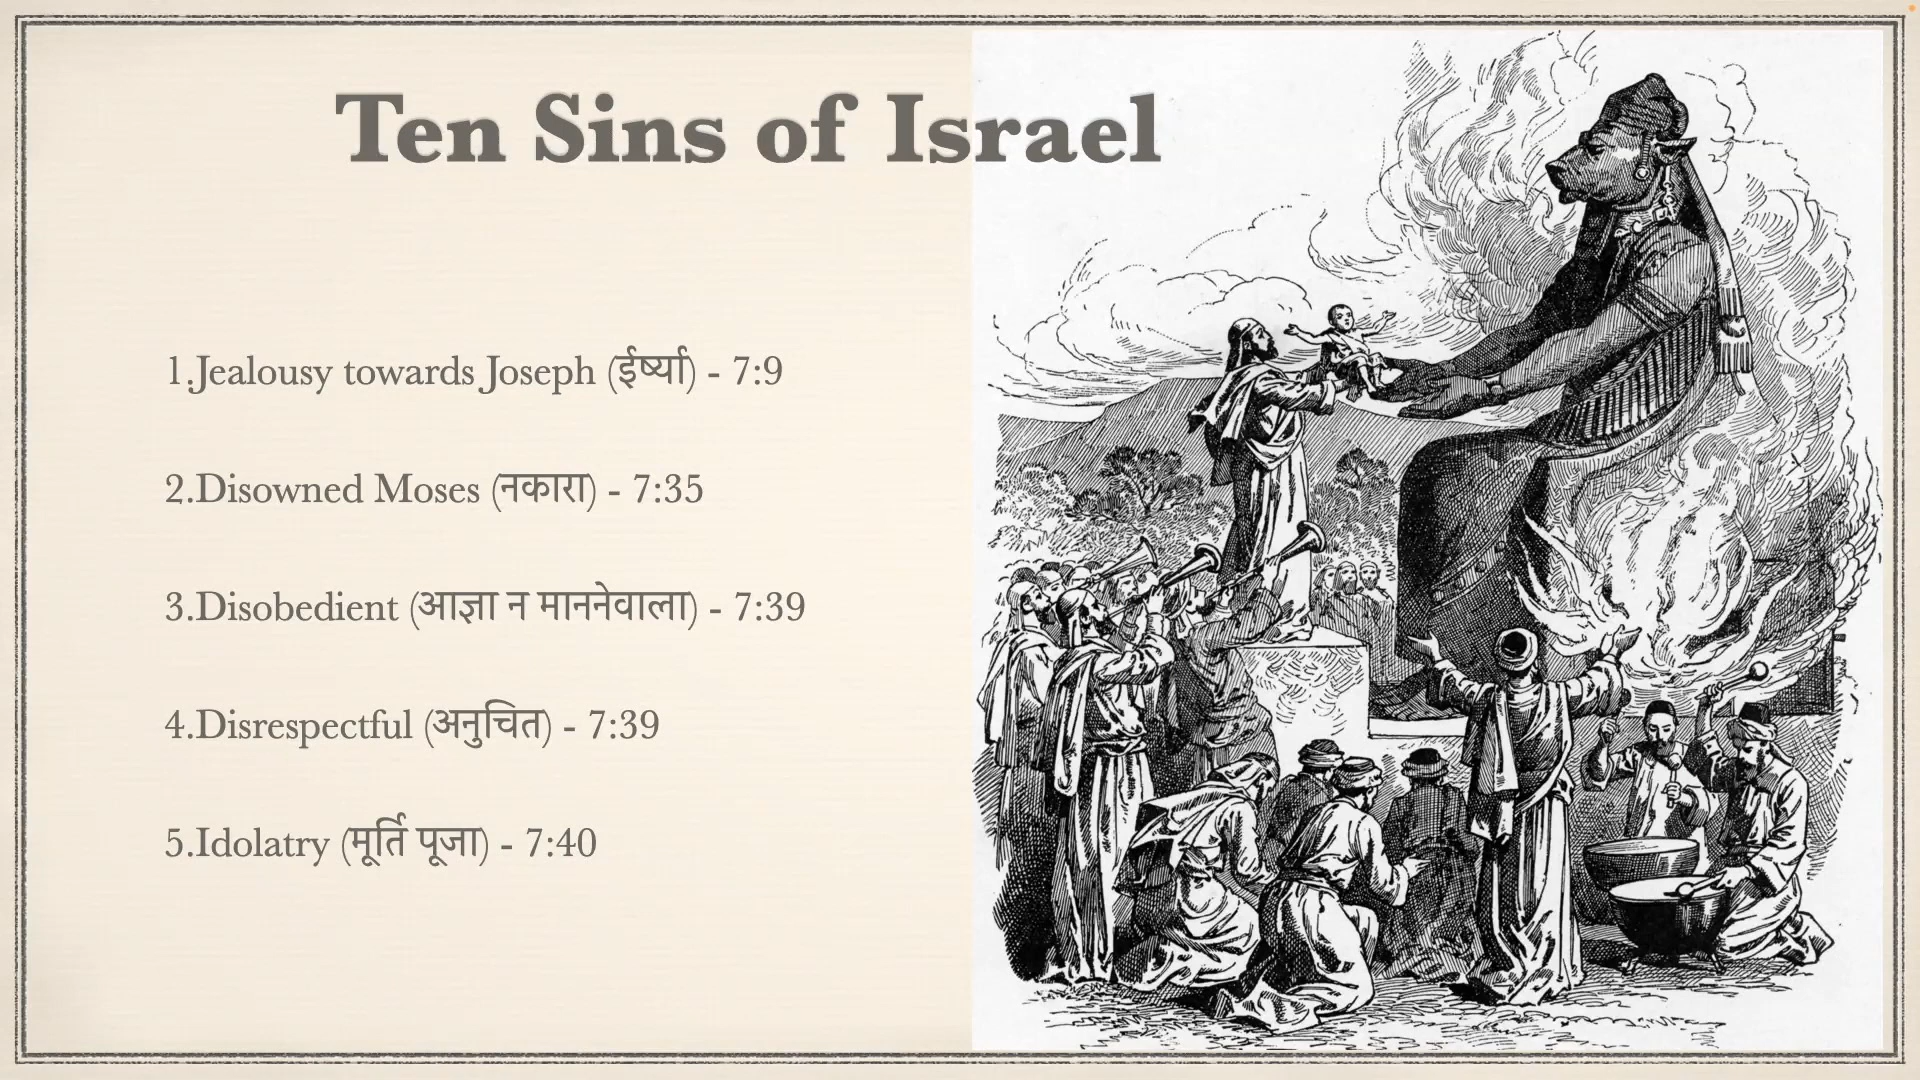 Ten Sins of Israel
1.Jealousy towards Joseph (ईर्ष्या) - 7:9
2.Disowned Moses (नकारा) - 7:35
3.Disobedient (आज्ञा न माननेवाला) - 7:39
4.Disrespectful (अनुचित) - 7:39
5.Idolatry (मूर्ति पूजा) - 7:40